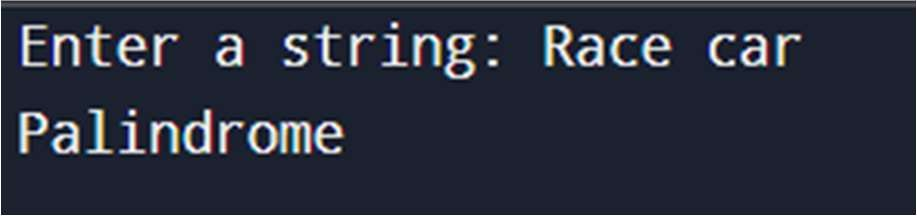 Enter a string: Race car
Palindrome